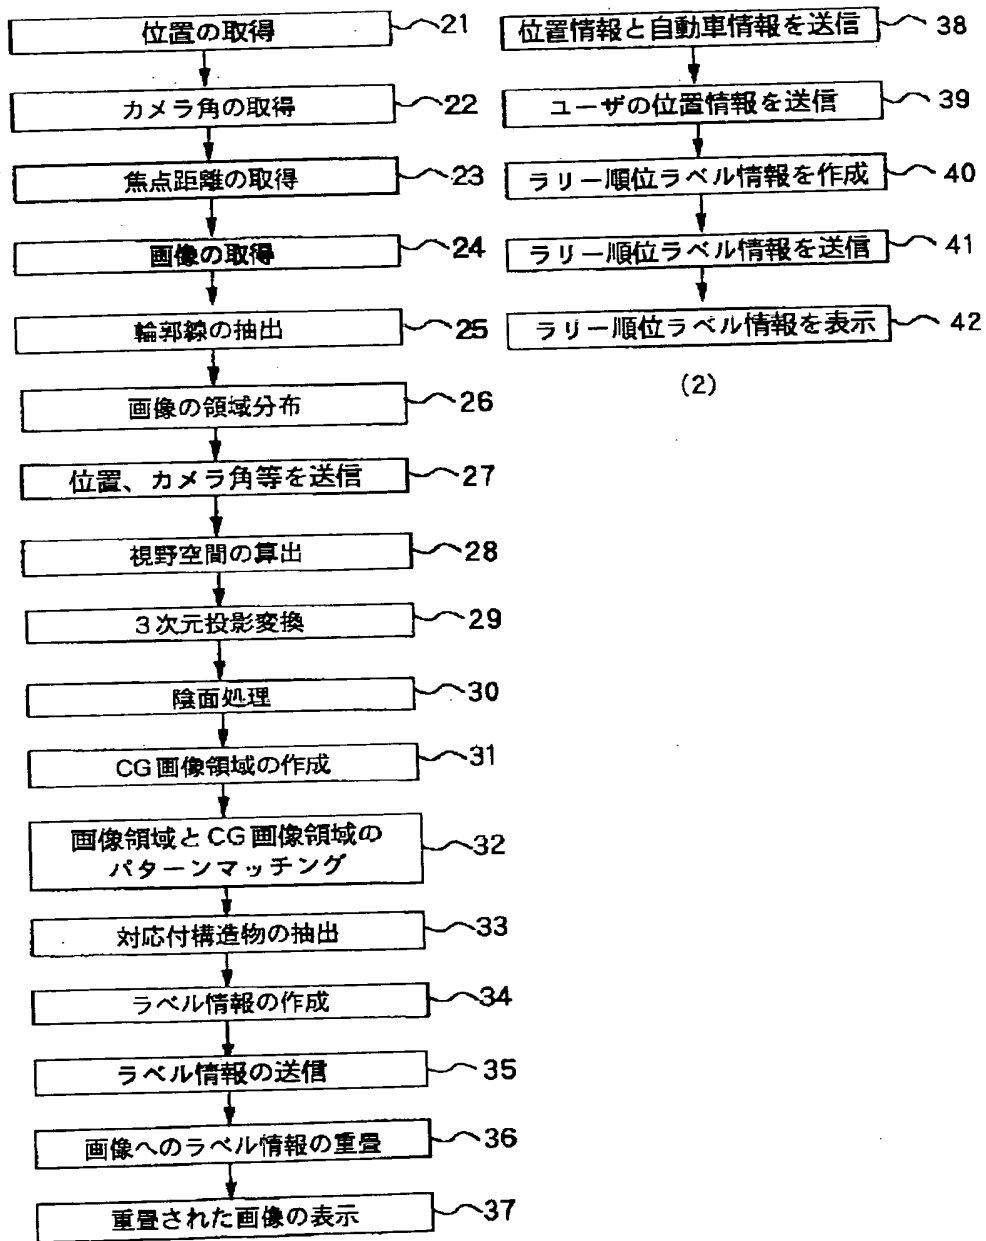 位置の取得 21
カメラ角の取得 22
焦点距離の取得 23
画像の取得 24
輪郭線の抽出 25
画像の領域分布 26
位置、カメラ角等を送信 27
視野空間の算出 28
3次元投影変換 29
陰面処理 30
CG画像領域の作成 31
画像領域とCG画像領域の
パターンマッチング 32
対応付構造物の抽出 33
ラベル情報の作成 34
ラベル情報の送信 35
画像へのラベル情報の重畳 36
重畳された画像の表示 37
位置情報と自動車情報を送信 38
ユーザの位置情報を送信 39
ラリー順位ラベル情報を作成 40
ラリー順位ラベル情報を送信 41
ラリー順位ラベル情報を表示 42
(2)